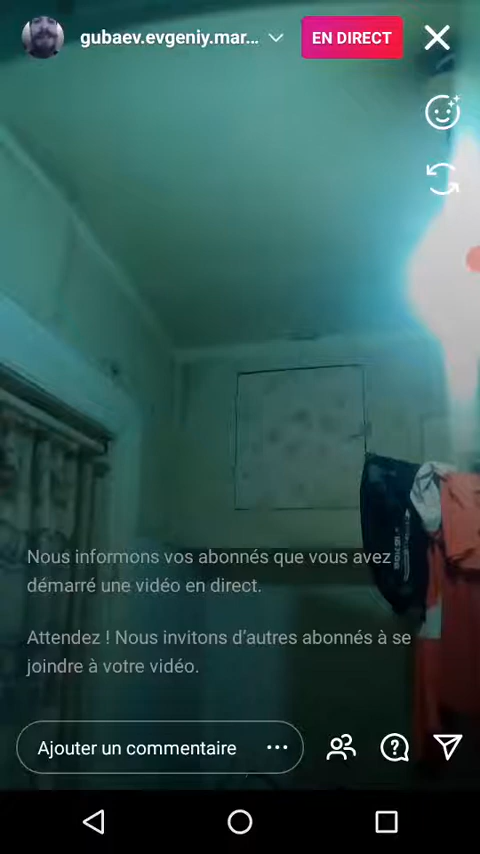 gubaev.evgeniy.mar...
EN DIRECT
Nous informons vos abonnés que vous avez
démarré une vidéo en direct.
Attendez ! Nous invitons d'autres abonnés à se
joindre à votre vidéo.
Ajouter un commentaire